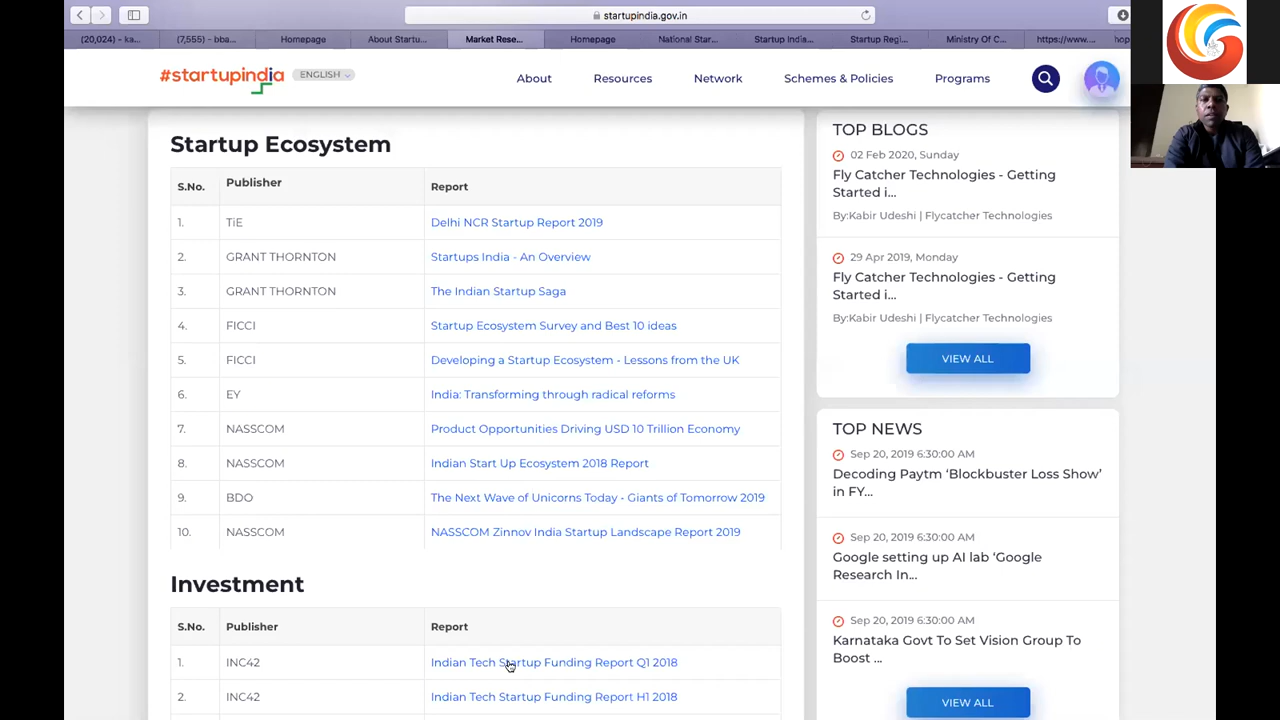 startupindia.gov.in
(20,024) - ka...
(7,555) - bba...
Homepage
About Startu...
Market Rese...
Homepage
National Star...
Startup India...
Startup Regi...
Ministry Of C...
https://www....
hop
#startupindia
ENGLISH
About
Resources
Network
Schemes & Policies
Programs
Startup Ecosystem
S.No. Publisher Report
1. TiE Delhi NCR Startup Report 2019
2. GRANT THORNTON Startups India - An Overview
3. GRANT THORNTON The Indian Startup Saga
4. FICCI Startup Ecosystem Survey and Best 10 ideas
5. FICCI Developing a Startup Ecosystem - Lessons from the UK
6. EY India: Transforming through radical reforms
7. NASSCOM Product Opportunities Driving USD 10 Trillion Economy
8. NASSCOM Indian Start Up Ecosystem 2018 Report
9. BDO The Next Wave of Unicorns Today - Giants of Tomorrow 2019
10. NASSCOM NASSCOM Zinnov India Startup Landscape Report 2019
Investment
S.No. Publisher Report
1. INC42 Indian Tech Startup Funding Report Q1 2018
2. INC42 Indian Tech Startup Funding Report H1 2018
TOP BLOGS
02 Feb 2020, Sunday
Fly Catcher Technologies - Getting
Started i...
By:Kabir Udeshi | Flycatcher Technologies
29 Apr 2019, Monday
Fly Catcher Technologies - Getting
Started i...
By:Kabir Udeshi | Flycatcher Technologies
VIEW ALL
TOP NEWS
Sep 20, 2019 6:30:00 AM
Decoding Paytm ‘Blockbuster Loss Show’
in FY...
Sep 20, 2019 6:30:00 AM
Google setting up AI lab ‘Google
Research In...
Sep 20, 2019 6:30:00 AM
Karnataka Govt To Set Vision Group To
Boost ...
VIEW ALL